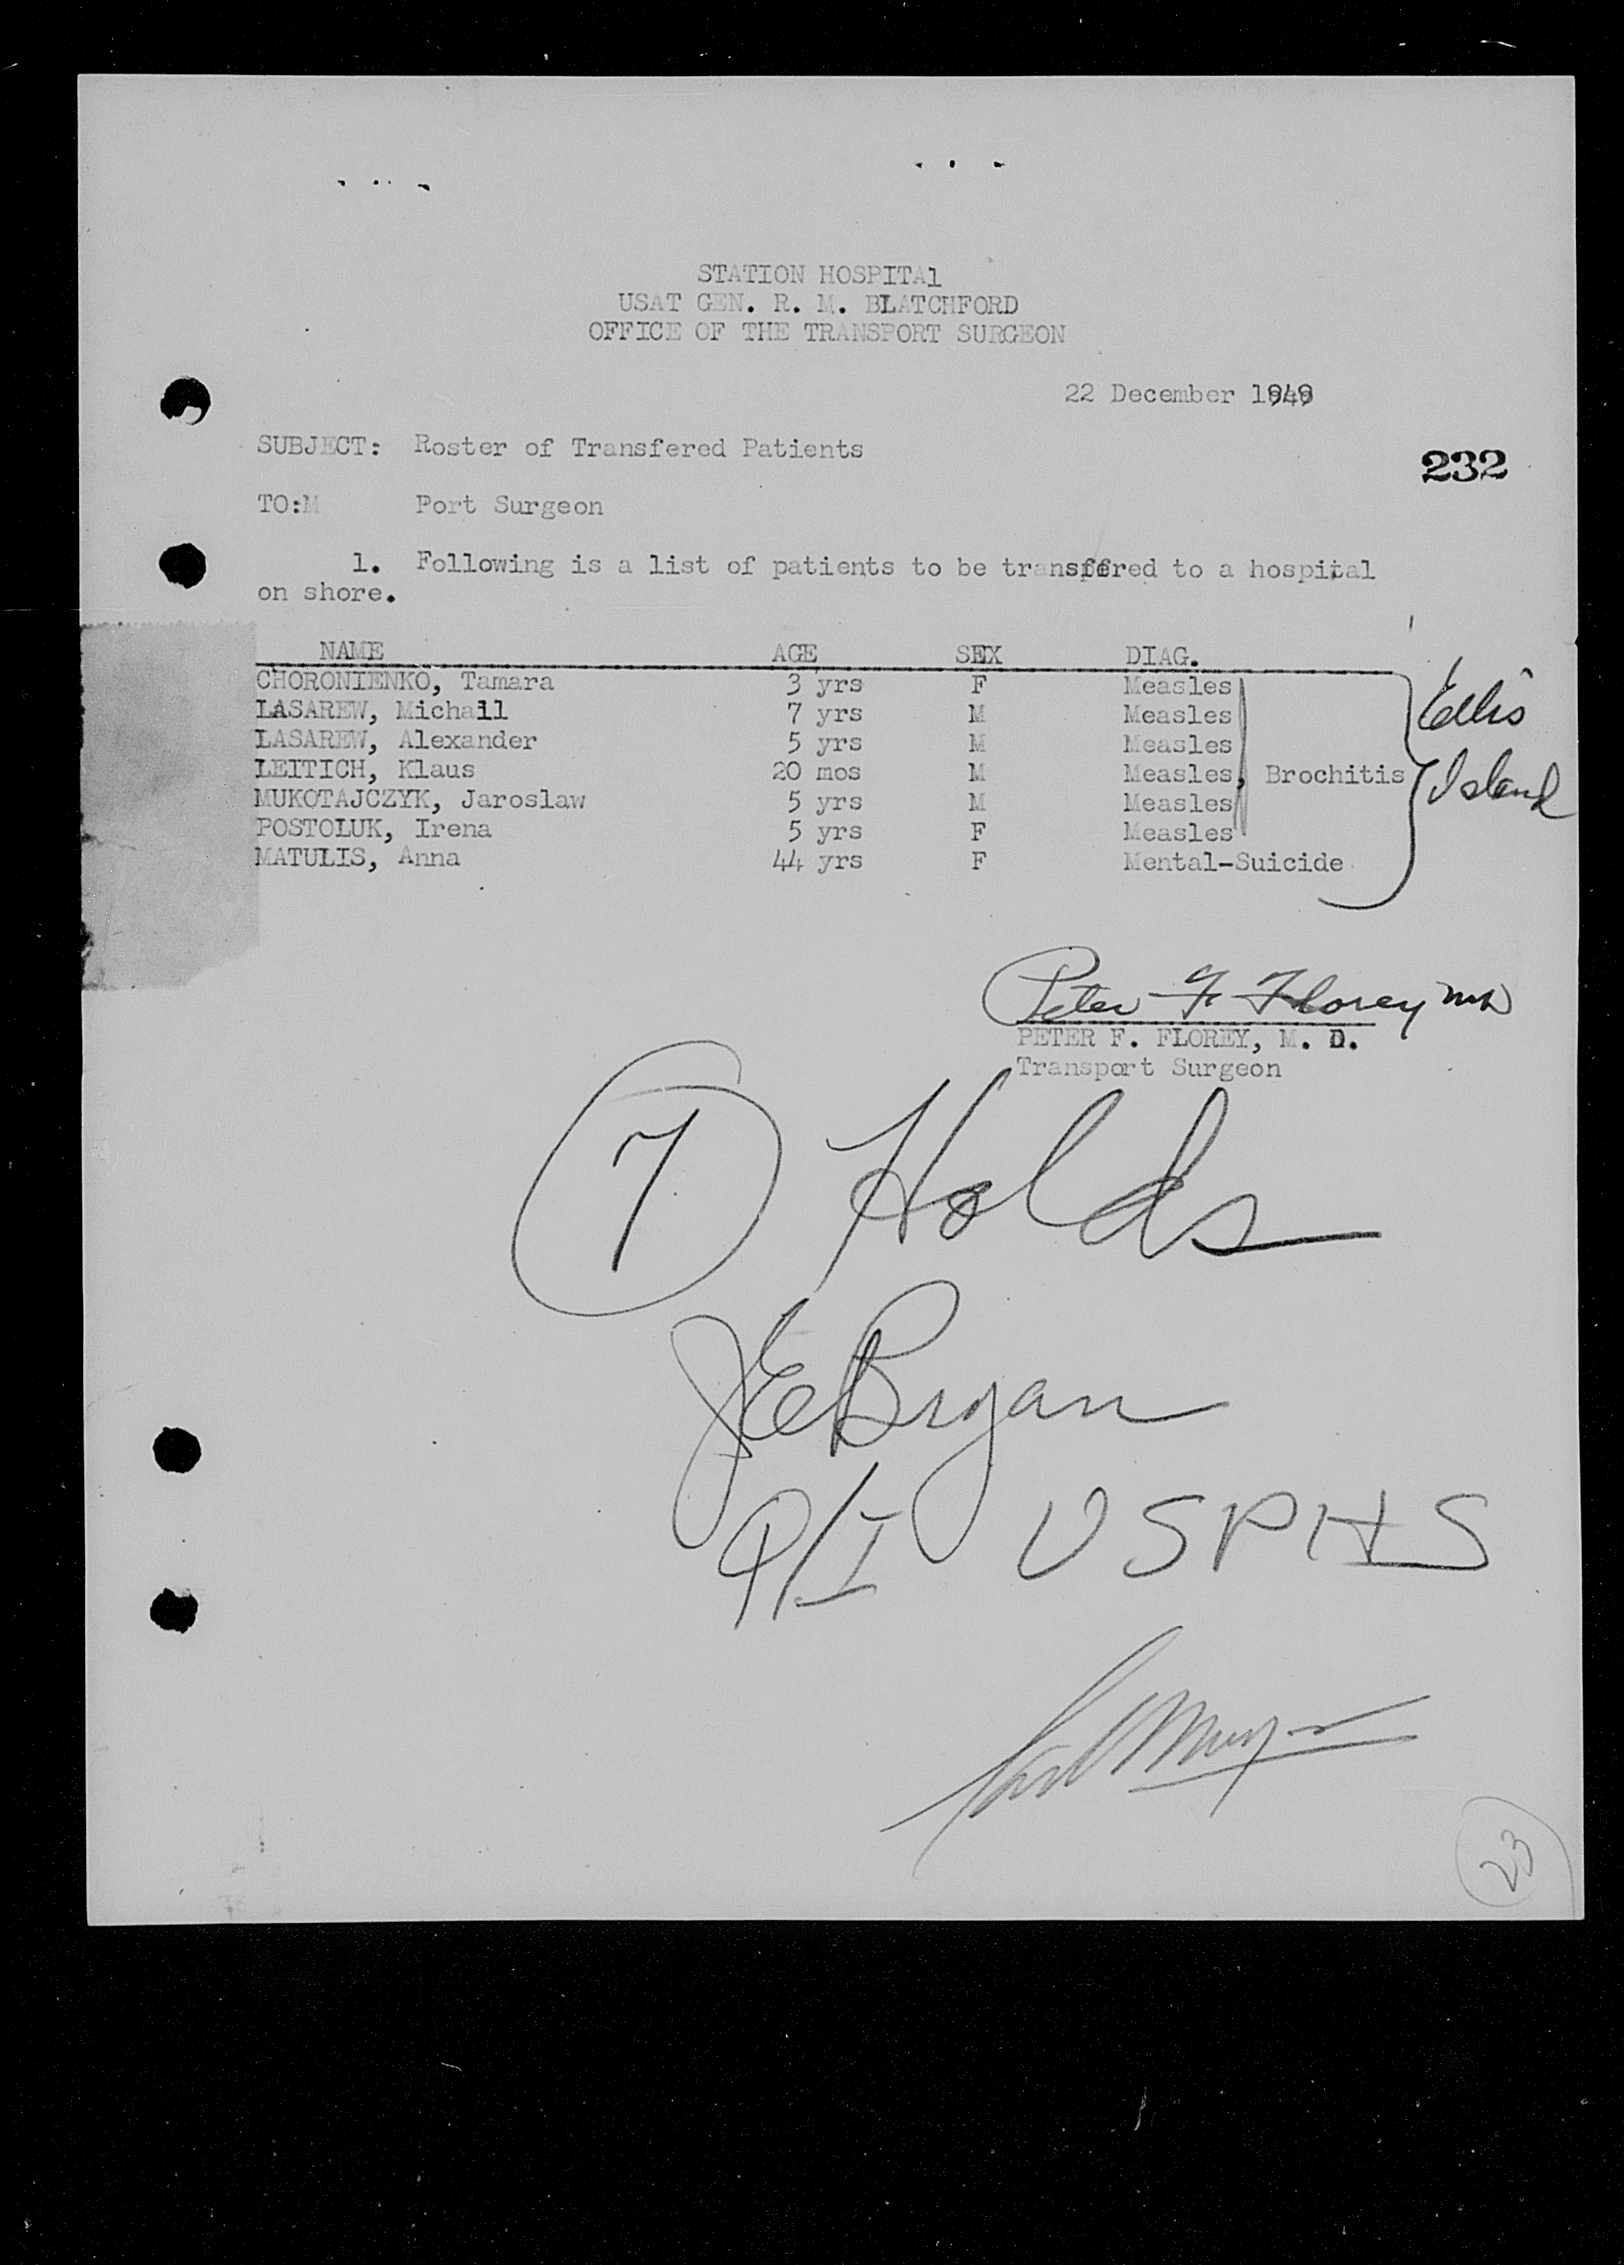 STATION HOSPITAl
USAT GEN. R. M. BLATCHFORD
OFFICE OF THE TRANSPORT SURGEON
22 December 1949
SUBJECT: Roster of Transfered Patients
232
TO:M Port Surgeon
1. Following is a list of patients to be transfered to a hospital
on shore.
NAME AGE SEX DIAG.
CHORONIENKO, Tamara 3 yrs F Measles
LASAREW, Michail 7 yrs M Measles
LASAREW, Alexander 5 yrs M Measles
LEITICH, Klaus 20 mos M Measles, Brochitis
MUKOTAJCZYK, Jaroslaw 5 yrs M Measles
POSTOLUK, Irena 5 yrs F Measles
MATULIS, Anna 44 yrs F Mental-Suicide
Ellis
Island
Peter F Florey MD
PETER F. FLOREY, M. D.
Transport Surgeon
7 Holds
JEBryan
P/I USPHS
23